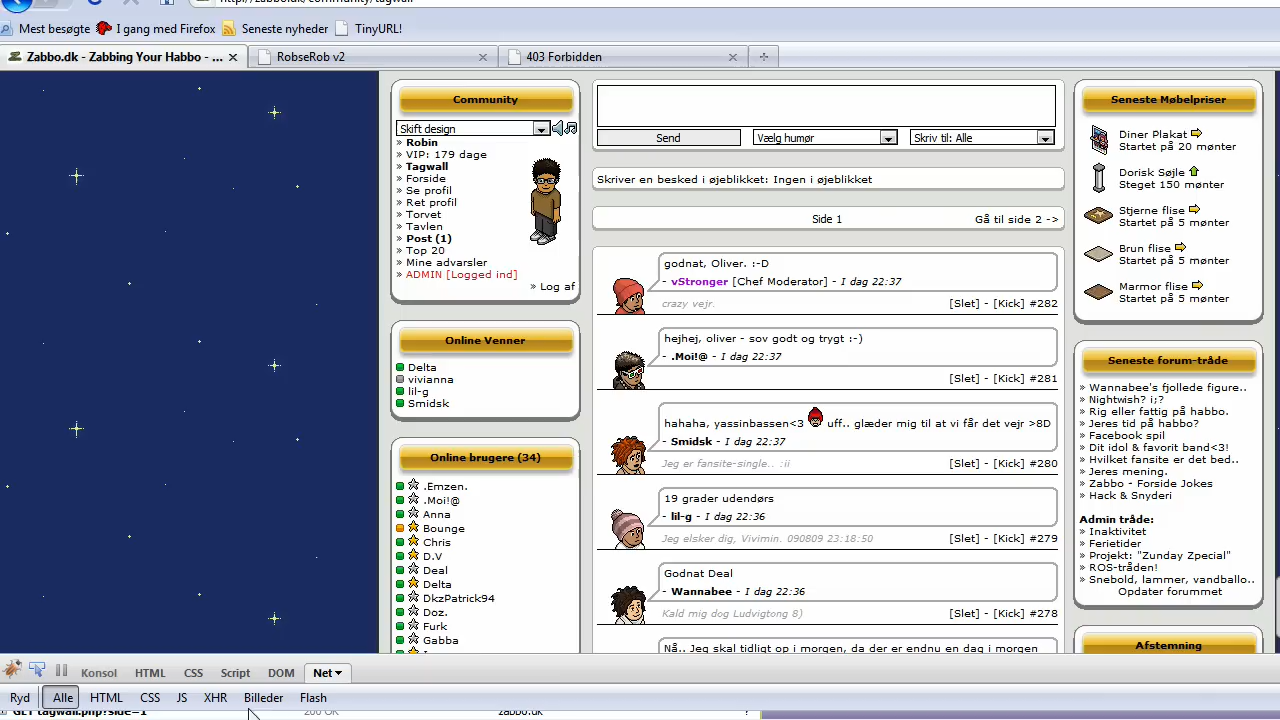 Mest besøgte I gang med Firefox Seneste nyheder TinyURL!
Zabbo.dk - Zabbing Your Habbo - ... RobseRob v2 403 Forbidden
Community
Skift design
» Robin
» VIP: 179 dage
» Tagwall
» Forside
» Se profil
» Ret profil
» Torvet
» Tavlen
» Post (1)
» Top 20
» Mine advarsler
» ADMIN [Logged ind]
» Log af
Online Venner
Delta
vivianna
lil-g
Smidsk
Online brugere (34)
.Emzen.
.Moi!@
Anna
Bounge
Chris
D.V
Deal
Delta
DkzPatrick94
Doz.
Furk
Gabba
Send Vælg humør Skriv til: Alle
Skriver en besked i øjeblikket: Ingen i øjeblikket
Side 1 Gå til side 2 ->
godnat, Oliver. :-D
- vStronger [Chef Moderator] - I dag 22:37
crazy vejr. [Slet] - [Kick] #282
hejhej, oliver - sov godt og trygt :-)
- .Moi!@ - I dag 22:37
[Slet] - [Kick] #281
hahaha, yassinbassen<3 uff.. glæder mig til at vi får det vejr >8D
- Smidsk - I dag 22:37
Jeg er fansite-single.. :ii [Slet] - [Kick] #280
19 grader udendørs
- lil-g - I dag 22:36
Jeg elsker dig, Vivimin. 090809 23:18:50 [Slet] - [Kick] #279
Godnat Deal
- Wannabee - I dag 22:36
Kald mig dog Ludvigtong 8) [Slet] - [Kick] #278
Nå.. Jeg skal tidligt op i morgen, da der er endnu en dag i morgen
Seneste Møbelpriser
Diner Plakat
Startet på 20 mønter
Dorisk Søjle
Steget 150 mønter
Stjerne flise
Startet på 5 mønter
Brun flise
Startet på 5 mønter
Marmor flise
Startet på 5 mønter
Seneste forum-tråde
» Wannabee's fjollede figure..
» Nightwish? i;?
» Rig eller fattig på habbo.
» Jeres tid på habbo?
» Facebook spil
» Dit idol & favorit band<3!
» Hvilket fansite er det bed..
» Jeres mening.
» Zabbo - Forside Jokes
» Hack & Snyderi
Admin tråde:
» Inaktivitet
» Ferietider
» Projekt: "Zunday Zpecial"
» ROS-tråden!
» Snebold, lammer, vandballo..
Opdater forummet
Afstemning
Konsol HTML CSS Script DOM Net
Ryd Alle HTML CSS JS XHR Billeder Flash
GET tagwall.php?side=1 200 OK zabbo.dk ?